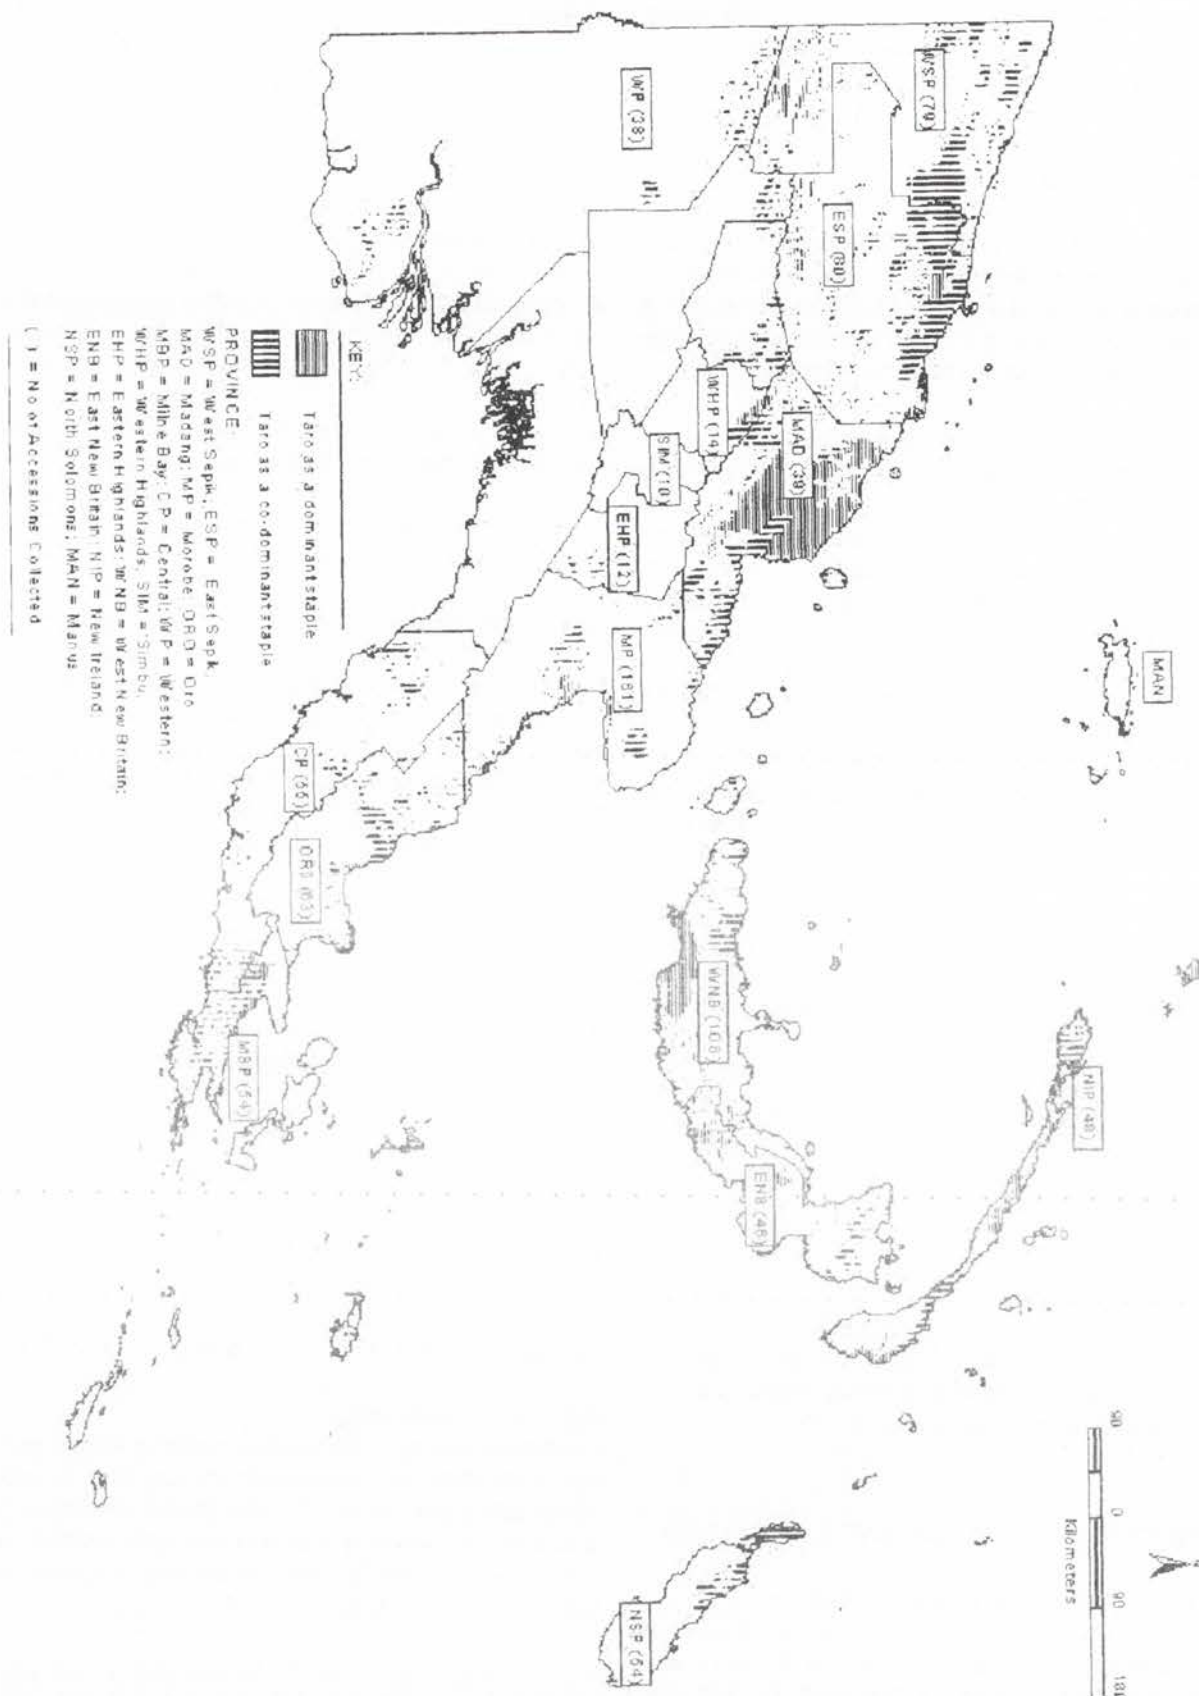 MAN
NIP (48)
WSP (79)
ESP (80)
MAD (39)
WNB (108)
ENB (46)
WP (38)
WHP (14)
SIM (10)
EHP (12)
MP (181)
NSP (54)
CP (66)
ORO (63)
MBP (54)
90 0 90
Kilometers
KEY:
Taro as a dominant staple
Taro as a co-dominant staple
PROVINCE:
WSP = West Sepik; ESP = East Sepik;
MAD = Madang; MP = Morobe; ORO = Oro
MBP = Milne Bay; CP = Central; WP = Western;
WHP = Western Highlands; SIM = Simbu;
EHP = Eastern Highlands; WNB = West New Britain;
ENB = East New Britain; NIP = New Ireland;
NSP = North Solomons; MAN = Manus
( ) = No of Accessions Collected